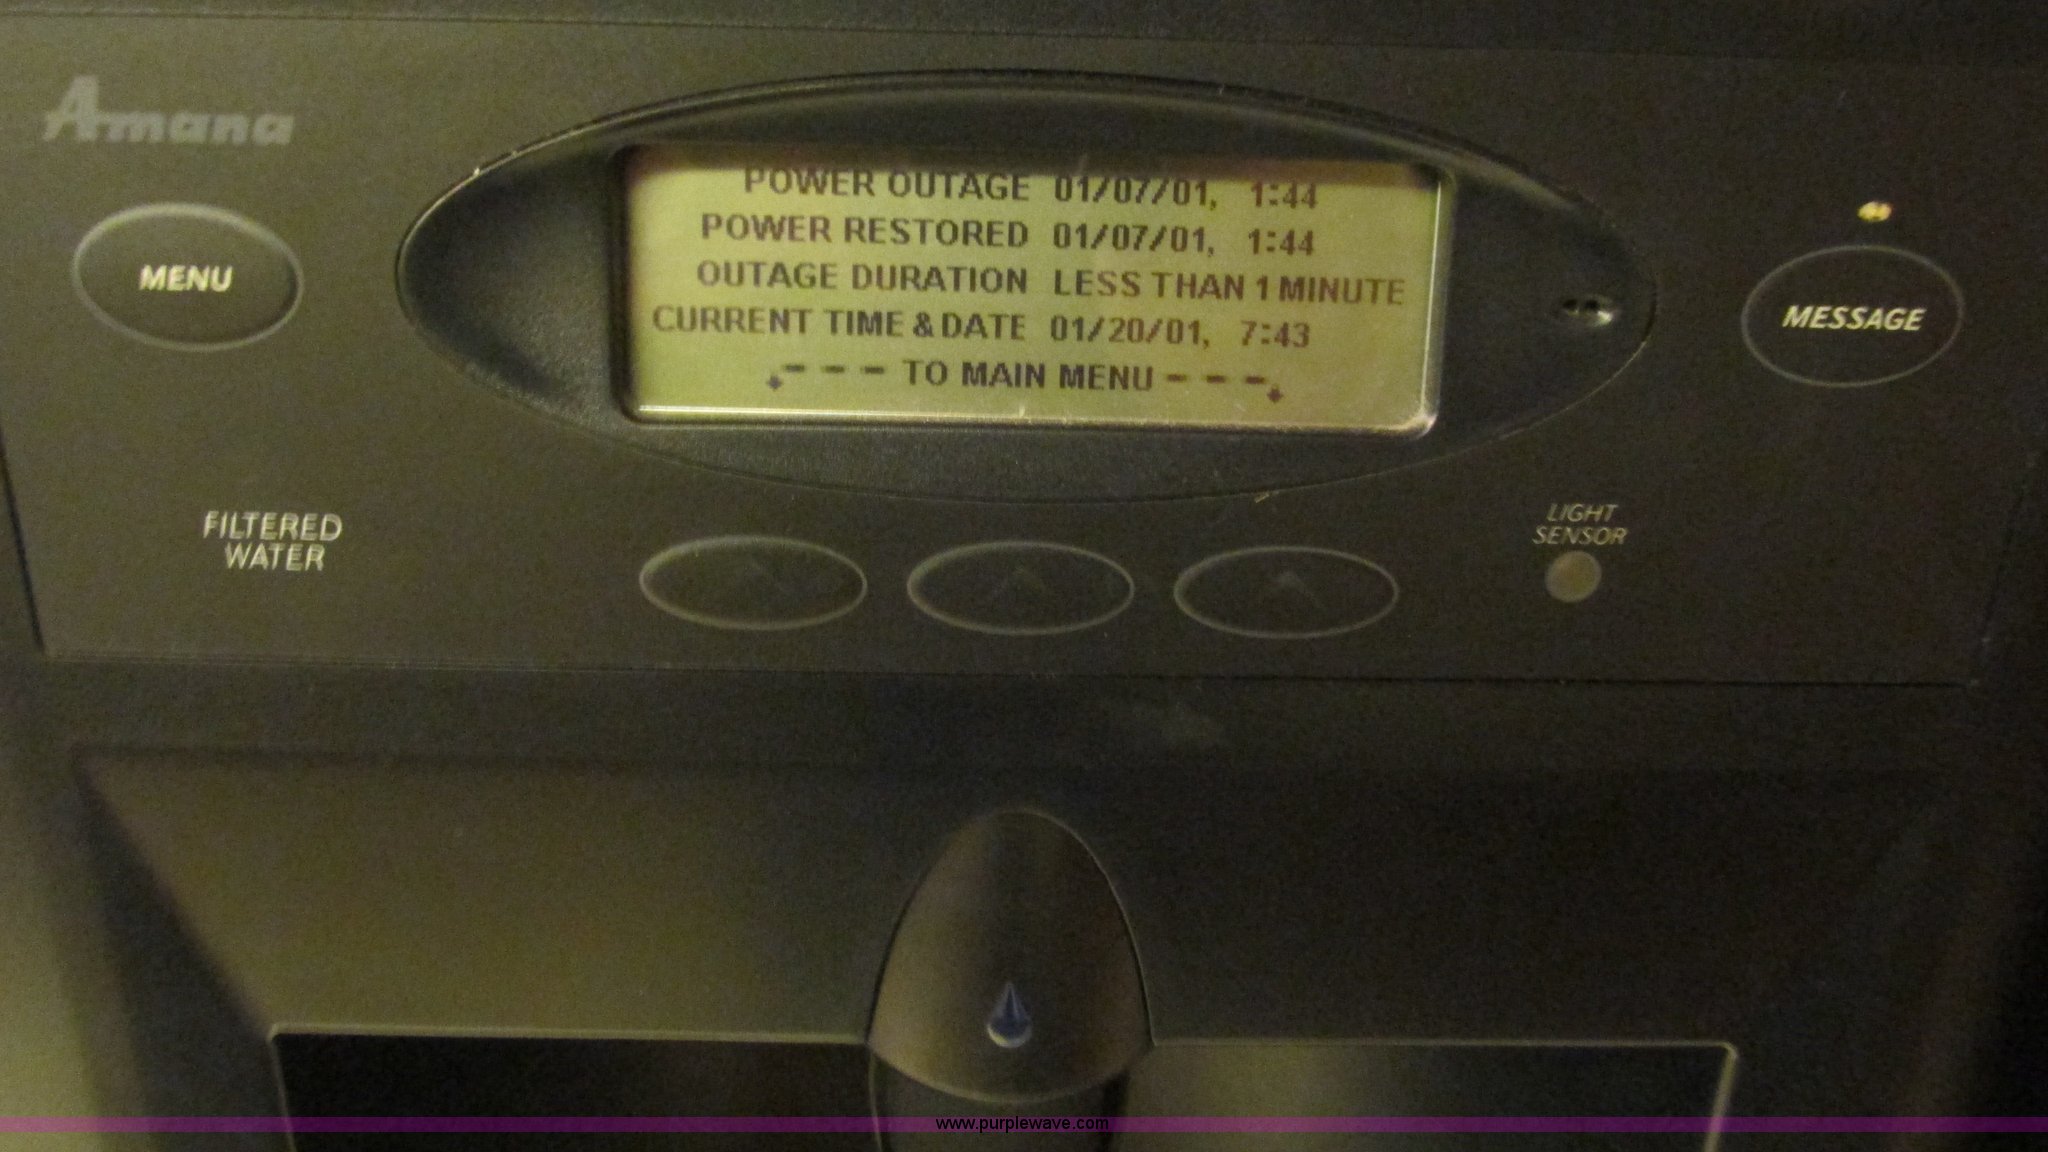 Amana
POWER OUTAGE 01/07/01, 1:44
POWER RESTORED 01/07/01, 1:44
OUTAGE DURATION LESS THAN 1 MINUTE
CURRENT TIME & DATE 01/20/01, 7:43
--- TO MAIN MENU ---
MENU
MESSAGE
FILTERED
WATER
LIGHT
SENSOR
www.purplewave.com